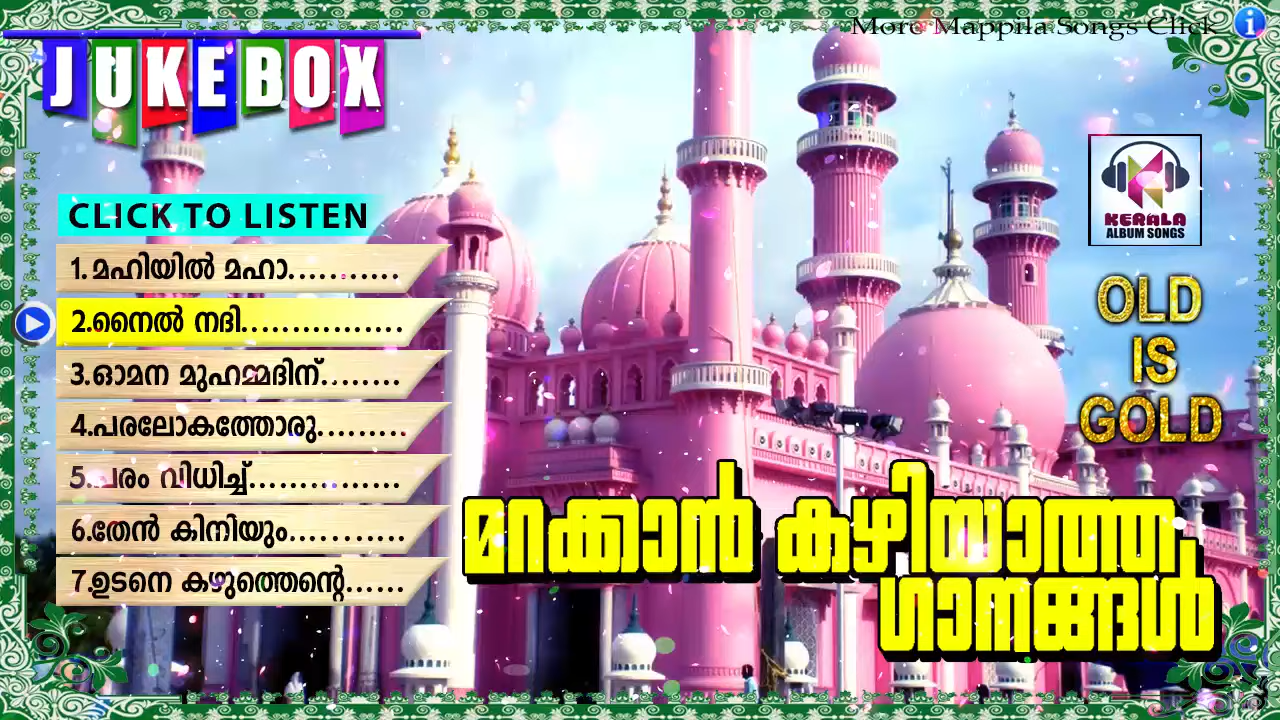 More Mappila Songs Click
JUKEBOX
CLICK TO LISTEN
1. മഹിയിൽ മഹാ...........
2.നൈൽ നദി................
3.ഓമന മുഹമ്മദിന്........
4.പരലോകത്തോരു.........
5.പരം വിധിച്ച്...............
6.തേൻ കിനിയും...........
7.ഉടനെ കഴുത്തെന്റെ......
KERALA
ALBUM SONGS
OLD
IS
GOLD
മറക്കാൻ കഴിയാത്ത
ഗാനങ്ങൾ